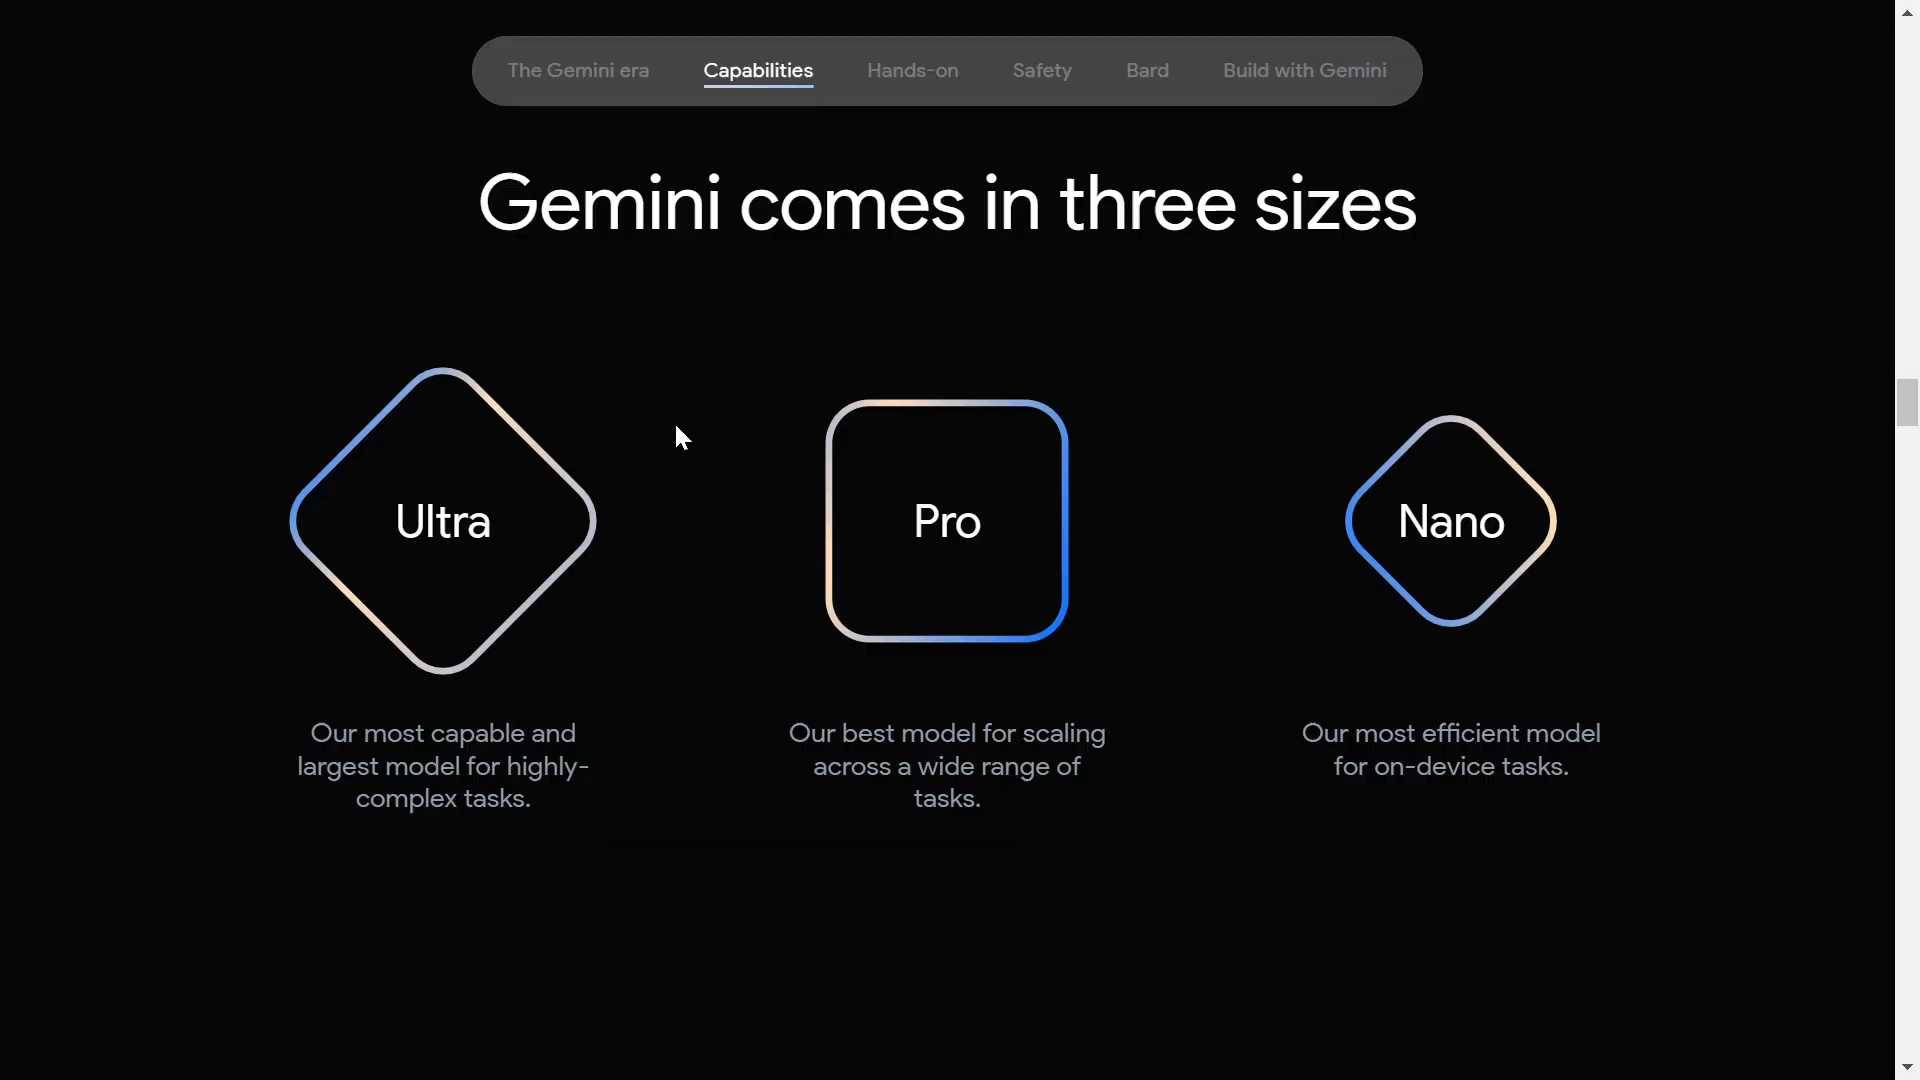 The Gemini era Capabilities Hands-on Safety Bard Build with Gemini
Gemini comes in three sizes
Ultra
Our most capable and
largest model for highly-
complex tasks.
Pro
Our best model for scaling
across a wide range of
tasks.
Nano
Our most efficient model
for on-device tasks.